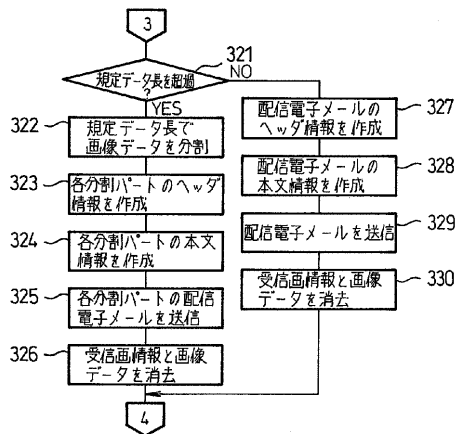 3
321
規定データ長を超過
?
NO
YES
322
規定データ長で
画像データを分割
323
各分割パートのヘッダ
情報を作成
324
各分割パートの本文
情報を作成
325
各分割パートの配信
電子メールを送信
326
受信画情報と画像
データを消去
327
配信電子メールの
ヘッダ情報を作成
328
配信電子メールの
本文情報を作成
329
配信電子メールを送信
330
受信画情報と画像
データを消去
4